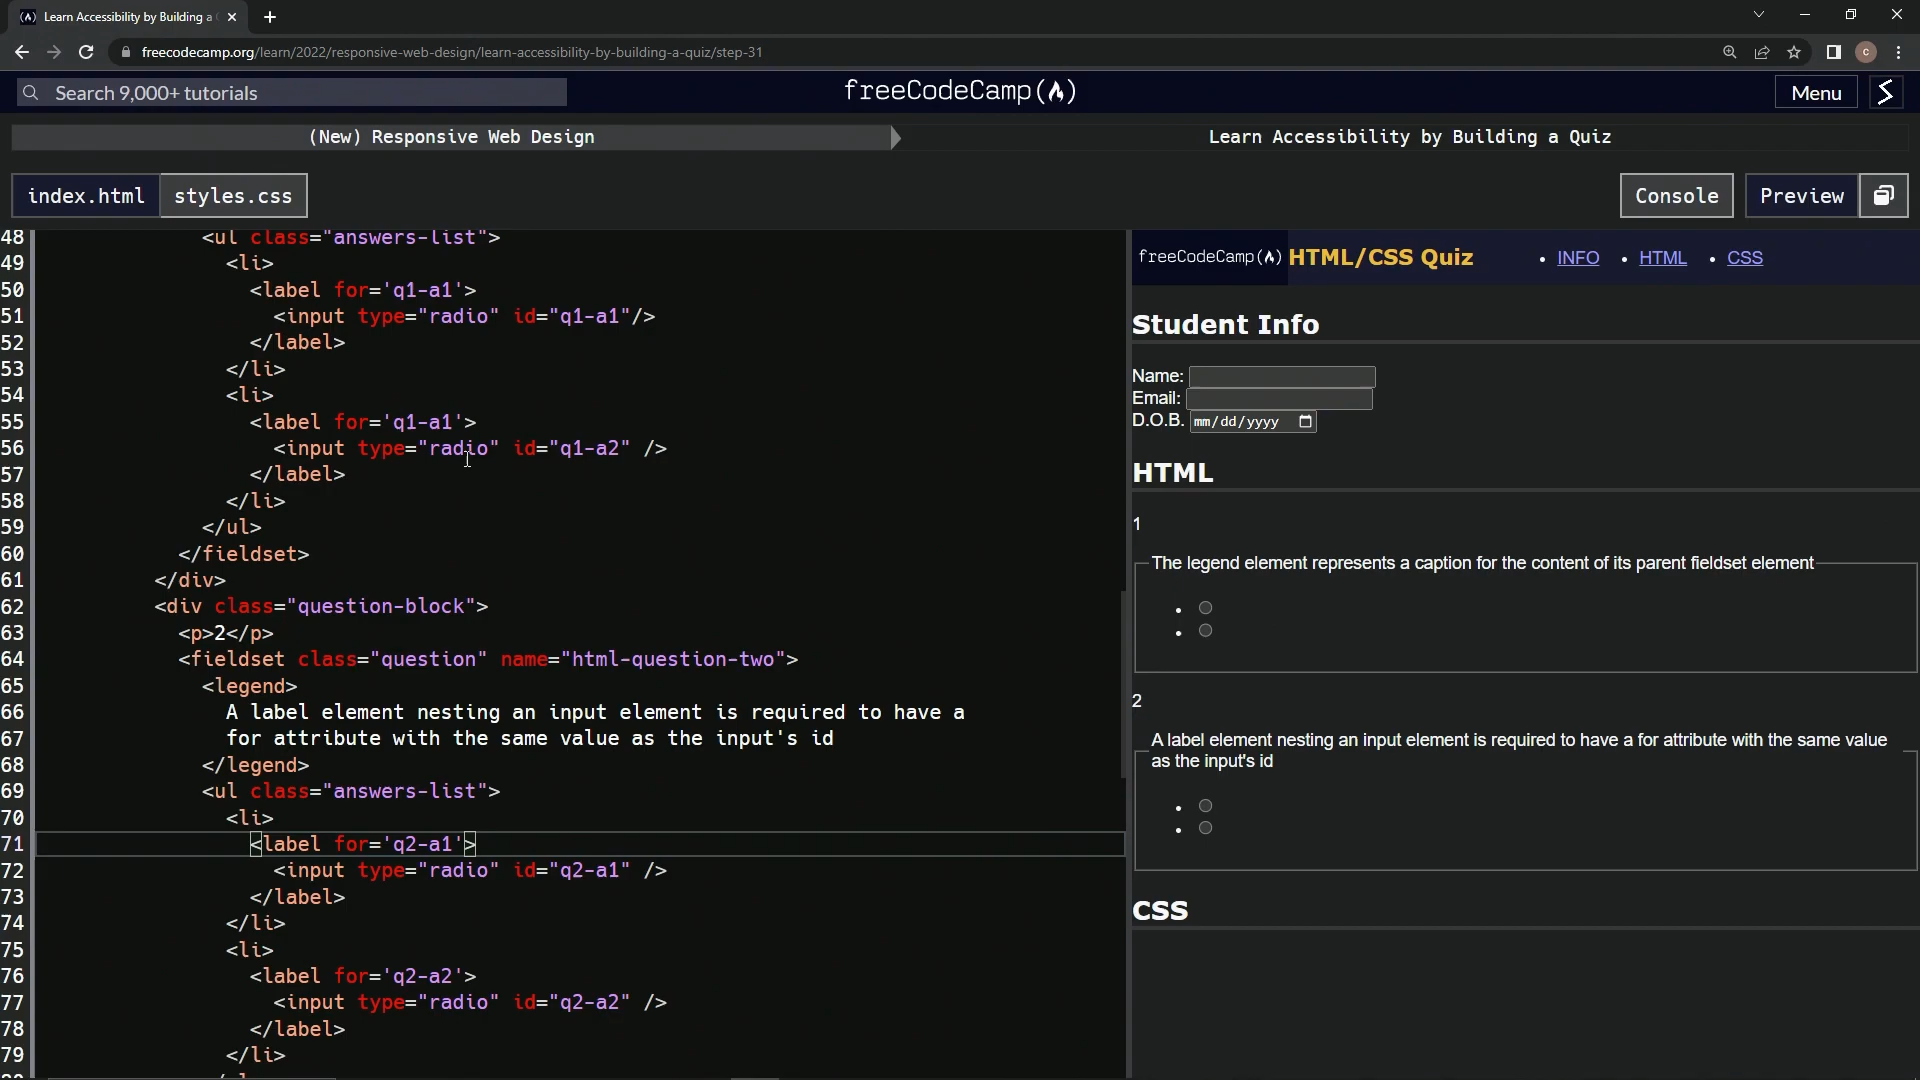 Learn Accessibility by Building a
freecodecamp.org/learn/2022/responsive-web-design/learn-accessibility-by-building-a-quiz/step-31
C
Search 9,000+ tutorials
freeCodeCamp
Menu
(New) Responsive Web Design
Learn Accessibility by Building a Quiz
index.html
styles.css
Console
Preview
48 <ul class="answers-list">
49 <li>
50 <label for='q1-a1'>
51 <input type="radio" id="q1-a1"/>
52 </label>
53 </li>
54 <li>
55 <label for='q1-a1'>
56 <input type="radio" id="q1-a2" />
57 </label>
58 </li>
59 </ul>
60 </fieldset>
61 </div>
62 <div class="question-block">
63 <p>2</p>
64 <fieldset class="question" name="html-question-two">
65 <legend>
66 A label element nesting an input element is required to have a
67 for attribute with the same value as the input's id
68 </legend>
69 <ul class="answers-list">
70 <li>
71 <label for='q2-a1'>
72 <input type="radio" id="q2-a1" />
73 </label>
74 </li>
75 <li>
76 <label for='q2-a2'>
77 <input type="radio" id="q2-a2" />
78 </label>
79 </li>
freeCodeCamp
HTML/CSS Quiz
INFO
HTML
CSS
Student Info
Name:
Email:
D.O.B. mm/dd/yyyy
HTML
1
The legend element represents a caption for the content of its parent fieldset element
2
A label element nesting an input element is required to have a for attribute with the same value
as the input's id
CSS